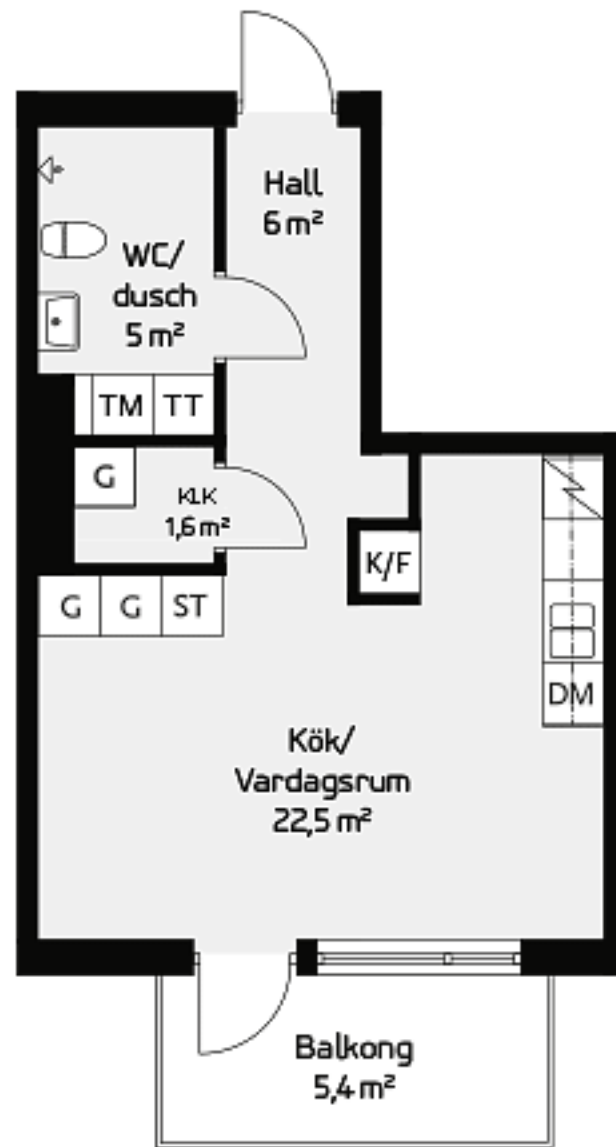 Hall
6 m²
WC/
dusch
5 m²
TM TT
G
KLK
1,6 m²
K/F
G G ST
DM
Kök/
Vardagsrum
22,5 m²
Balkong
5,4 m²